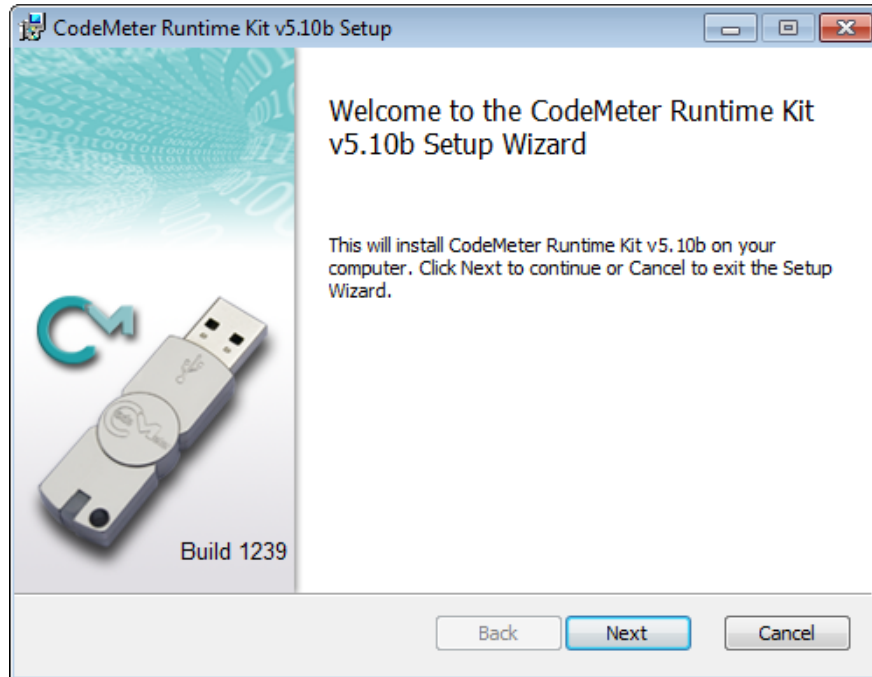 CodeMeter Runtime Kit v5.10b Setup
Welcome to the CodeMeter Runtime Kit
v5.10b Setup Wizard
This will install CodeMeter Runtime Kit v5.10b on your
computer. Click Next to continue or Cancel to exit the Setup
Wizard.
Build 1239
Back
Next
Cancel